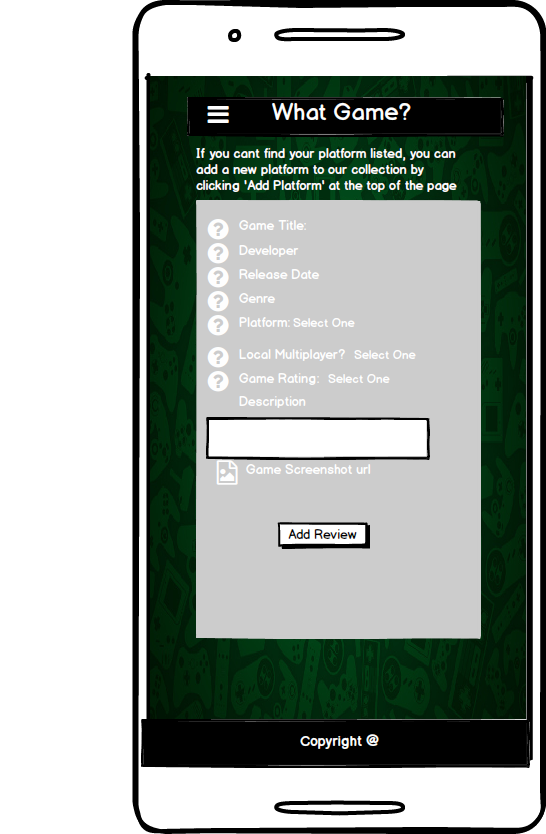 What Game?
If you cant find your platform listed, you can
add a new platform to our collection by
clicking 'Add Platform' at the top of the page
Game Title:
Developer
Release Date
Genre
Platform: Select One
Local Multiplayer? Select One
Game Rating: Select One
Description
Game Screenshot url
Add Review
Copyright @